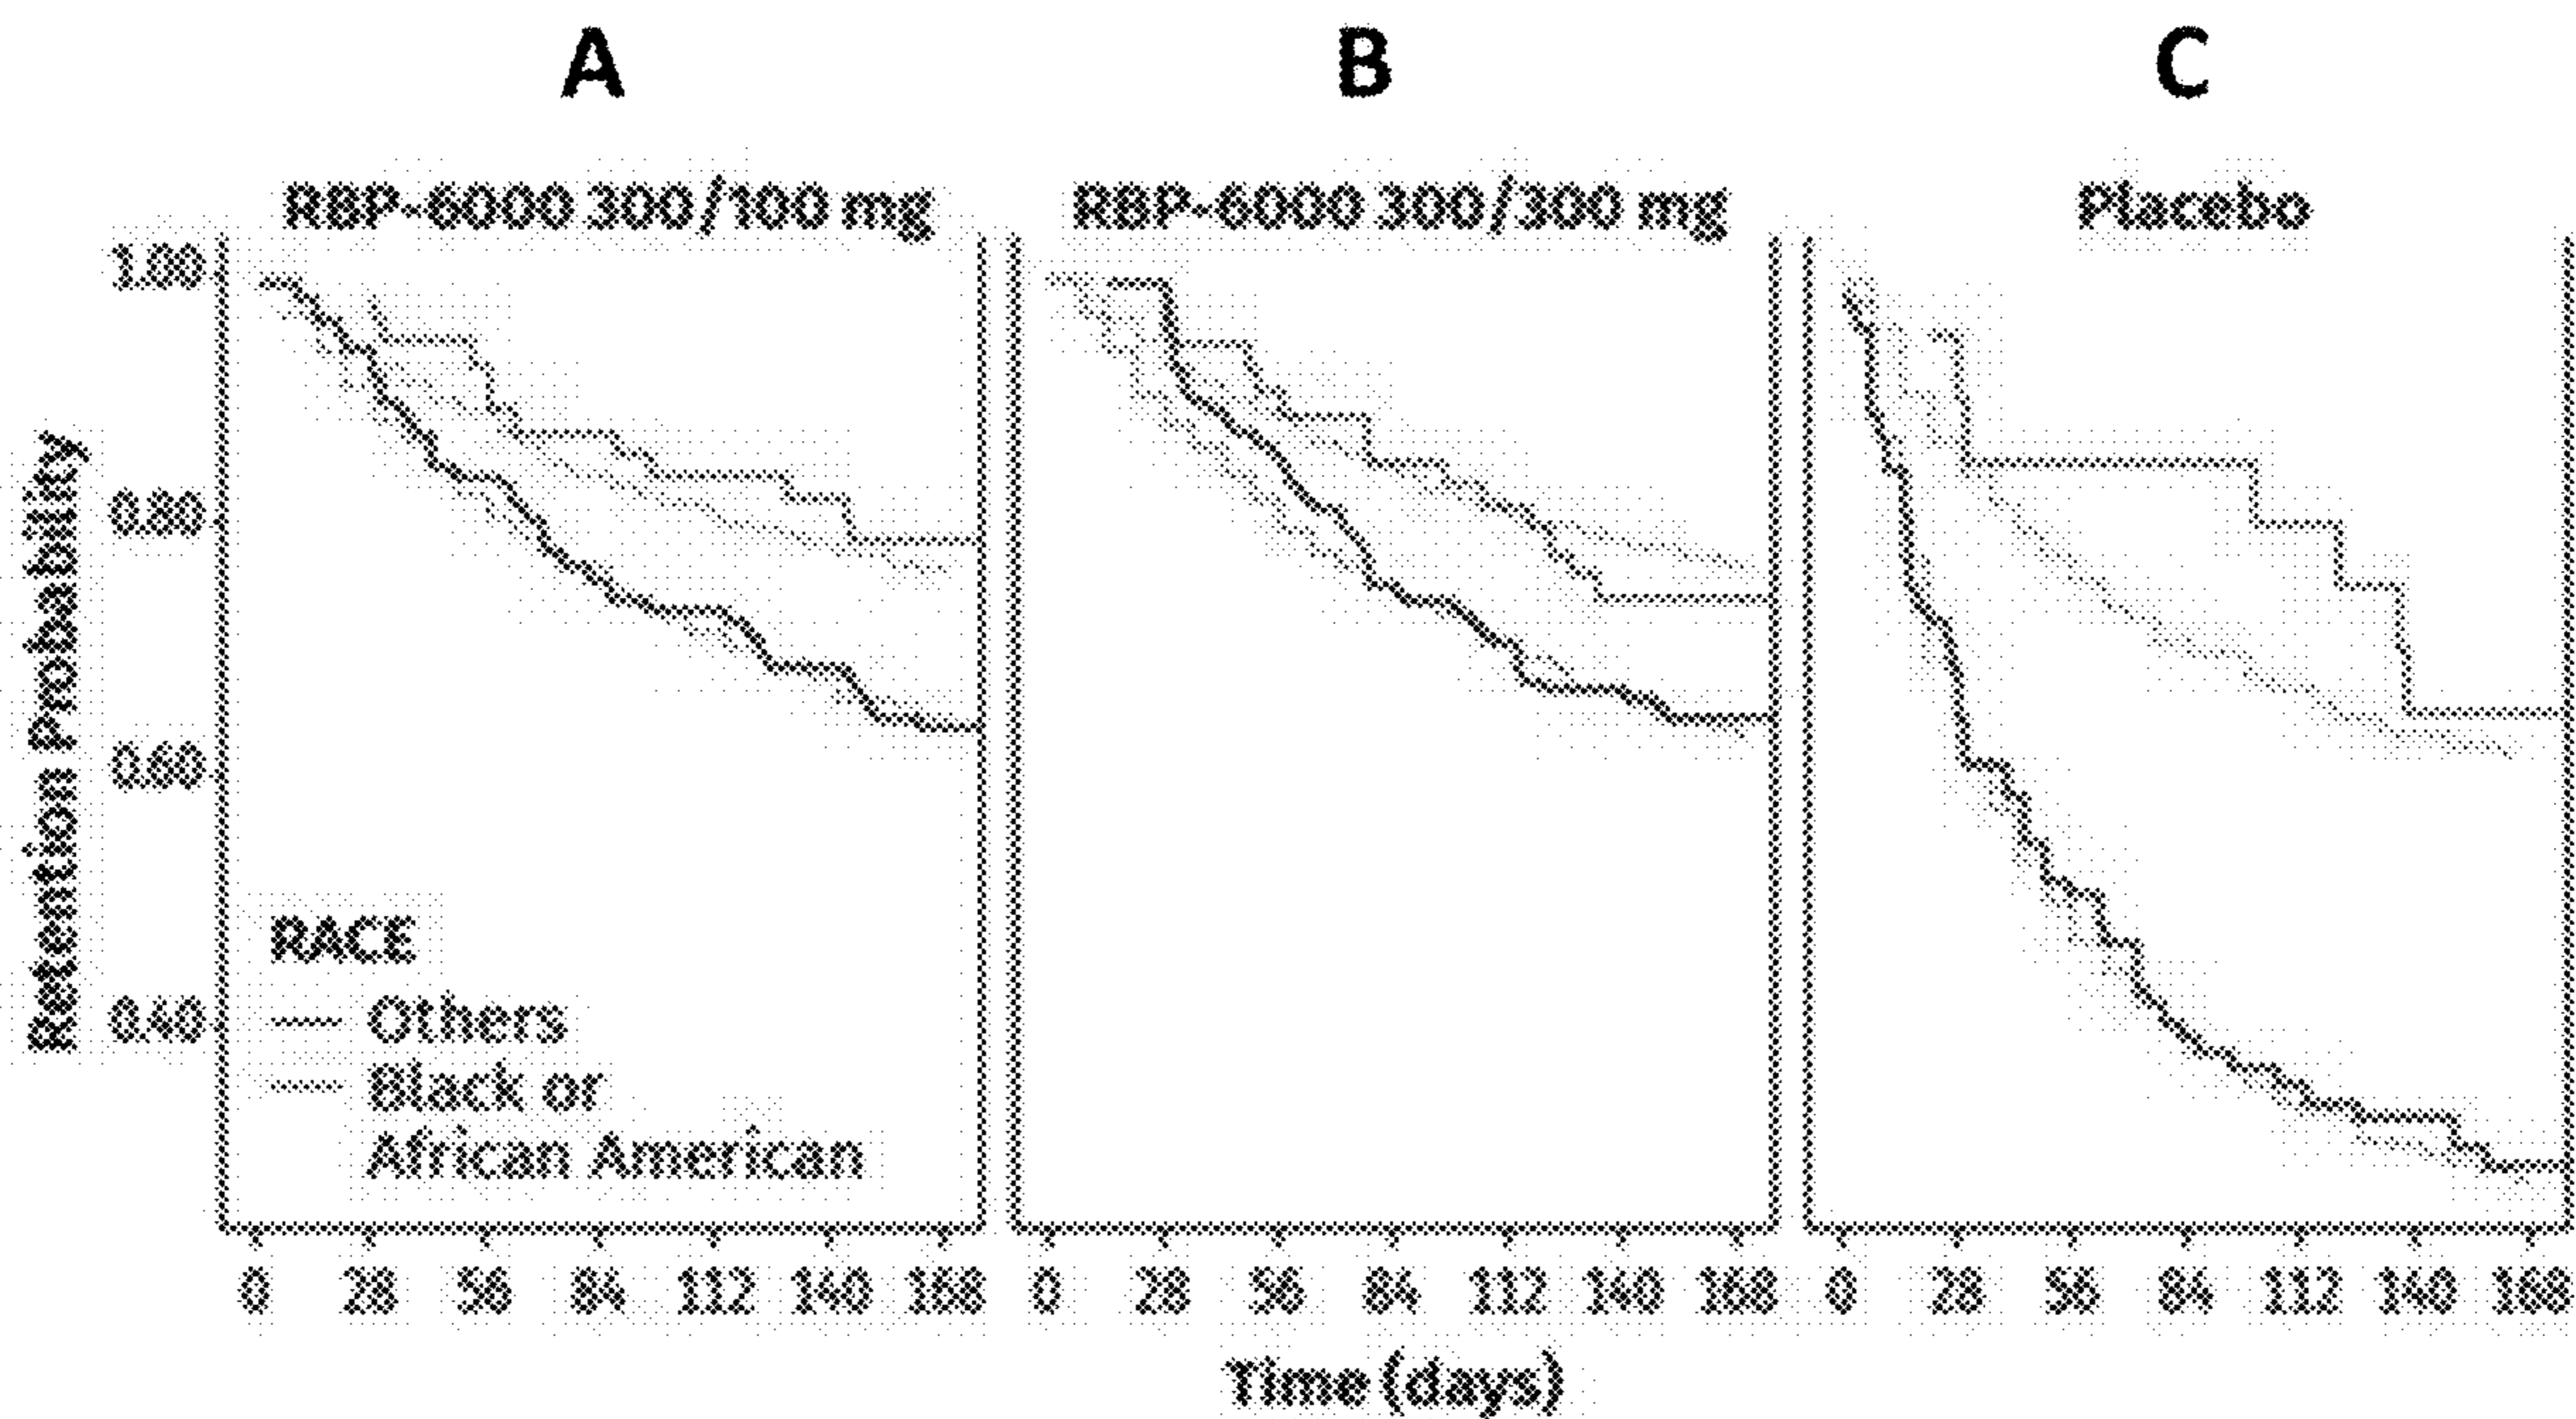 A B C
RBP-6000 300/100 mg RBP-6000 300/300 mg Placebo
Retention Probability
1.00
0.80
0.60
0.40
RACE
Others
Black or
African American
0 28 56 84 112 140 168 0 28 56 84 112 140 168 0 28 56 84 112 140 168
Time (days)